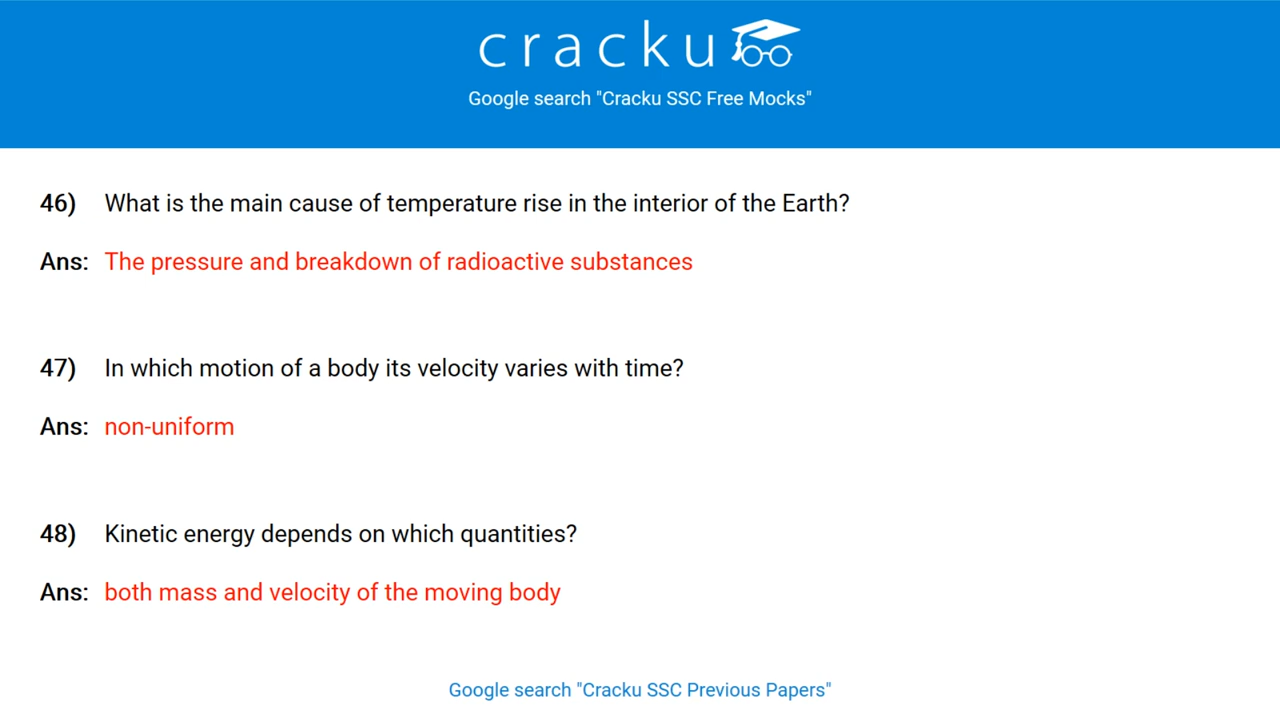 cracku
Google search "Cracku SSC Free Mocks"
46) What is the main cause of temperature rise in the interior of the Earth?
Ans: The pressure and breakdown of radioactive substances
47) In which motion of a body its velocity varies with time?
Ans: non-uniform
48) Kinetic energy depends on which quantities?
Ans: both mass and velocity of the moving body
Google search "Cracku SSC Previous Papers"